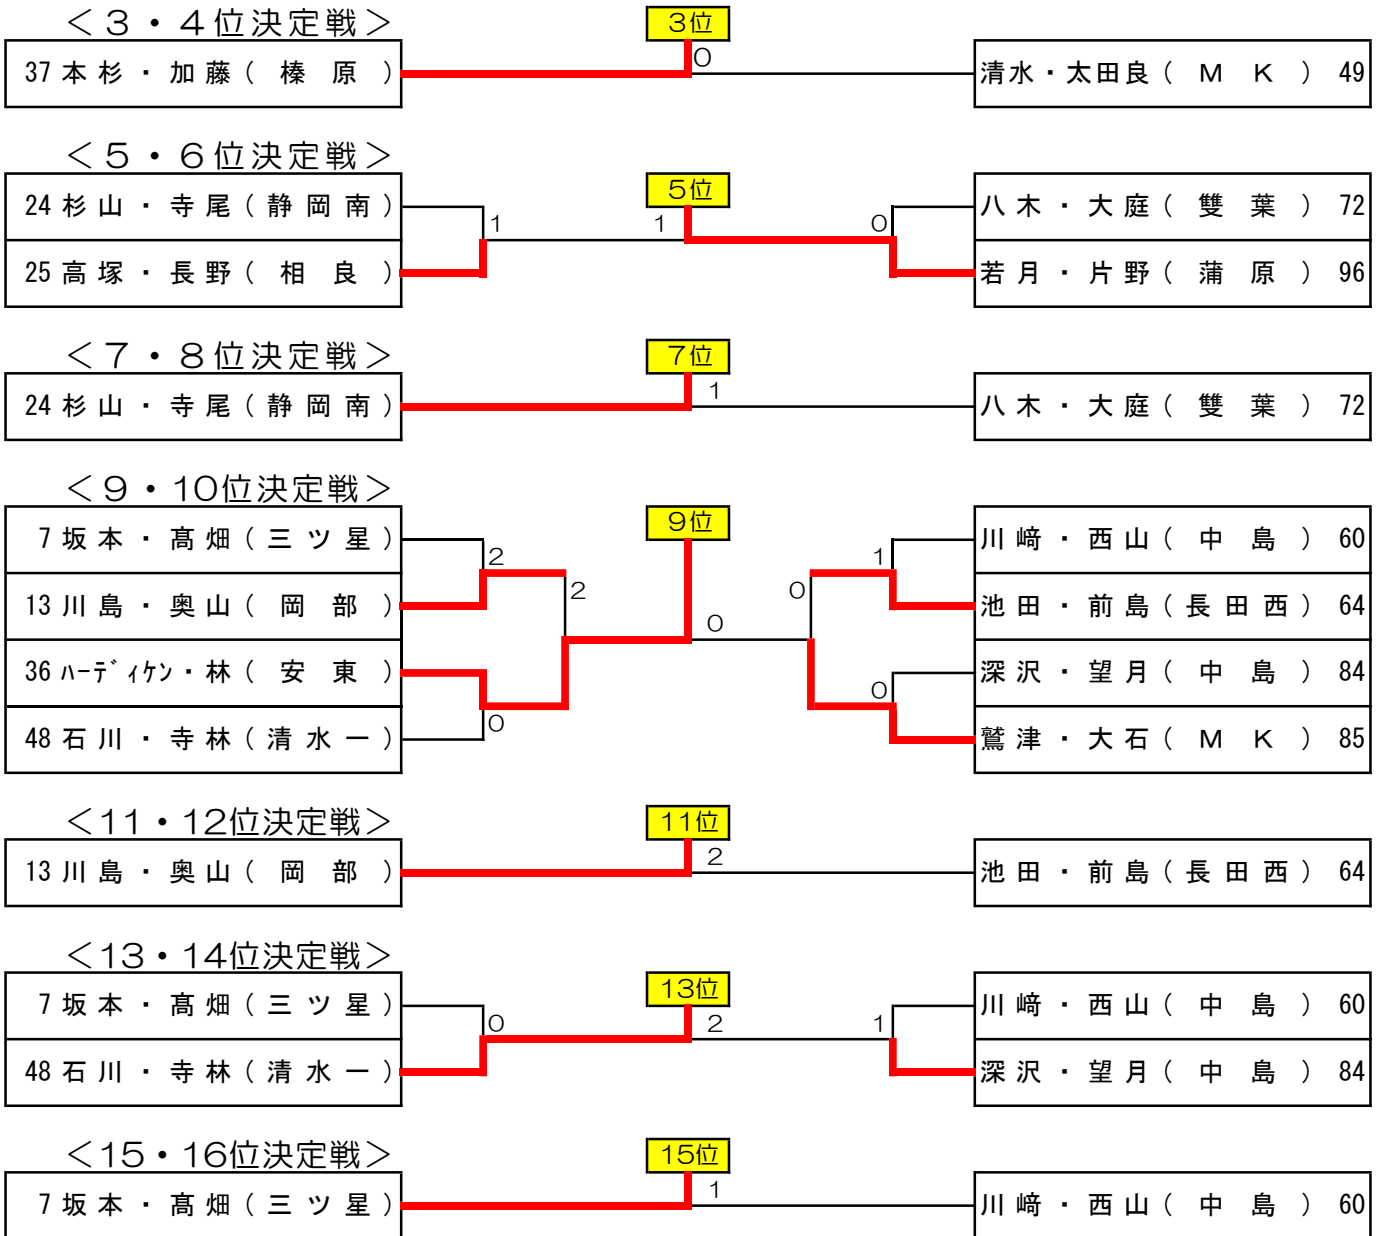 ＜３・４位決定戦＞
3位
37 本杉・加藤（ 榛 原 ）
0
清水・太田良（ Ｍ Ｋ ） 49
＜５・６位決定戦＞
5位
24 杉山・寺尾（静岡南）
八木・大庭（ 雙 葉 ） 72
1
1
0
25 高塚・長野（ 相 良 ）
若月・片野（ 蒲 原 ） 96
＜７・８位決定戦＞
7位
24 杉山・寺尾（静岡南）
1
八木・大庭（ 雙 葉 ） 72
＜９・10位決定戦＞
9位
7 坂本・髙畑（三ツ星）
川﨑・西山（ 中 島 ） 60
2
1
13 川島・奥山（ 岡 部 ）
2
0
池田・前島（長田西） 64
0
36 ﾊｰﾃﾞｨｹﾝ・林（ 安 東 ）
深沢・望月（ 中 島 ） 84
0
0
48 石川・寺林（清水一）
鷲津・大石（ Ｍ Ｋ ） 85
＜11・12位決定戦＞
11位
13 川島・奥山（ 岡 部 ）
2
池田・前島（長田西） 64
＜13・14位決定戦＞
13位
7 坂本・髙畑（三ツ星）
川﨑・西山（ 中 島 ） 60
0
2
1
48 石川・寺林（清水一）
深沢・望月（ 中 島 ） 84
＜15・16位決定戦＞
15位
7 坂本・髙畑（三ツ星）
1
川﨑・西山（ 中 島 ） 60